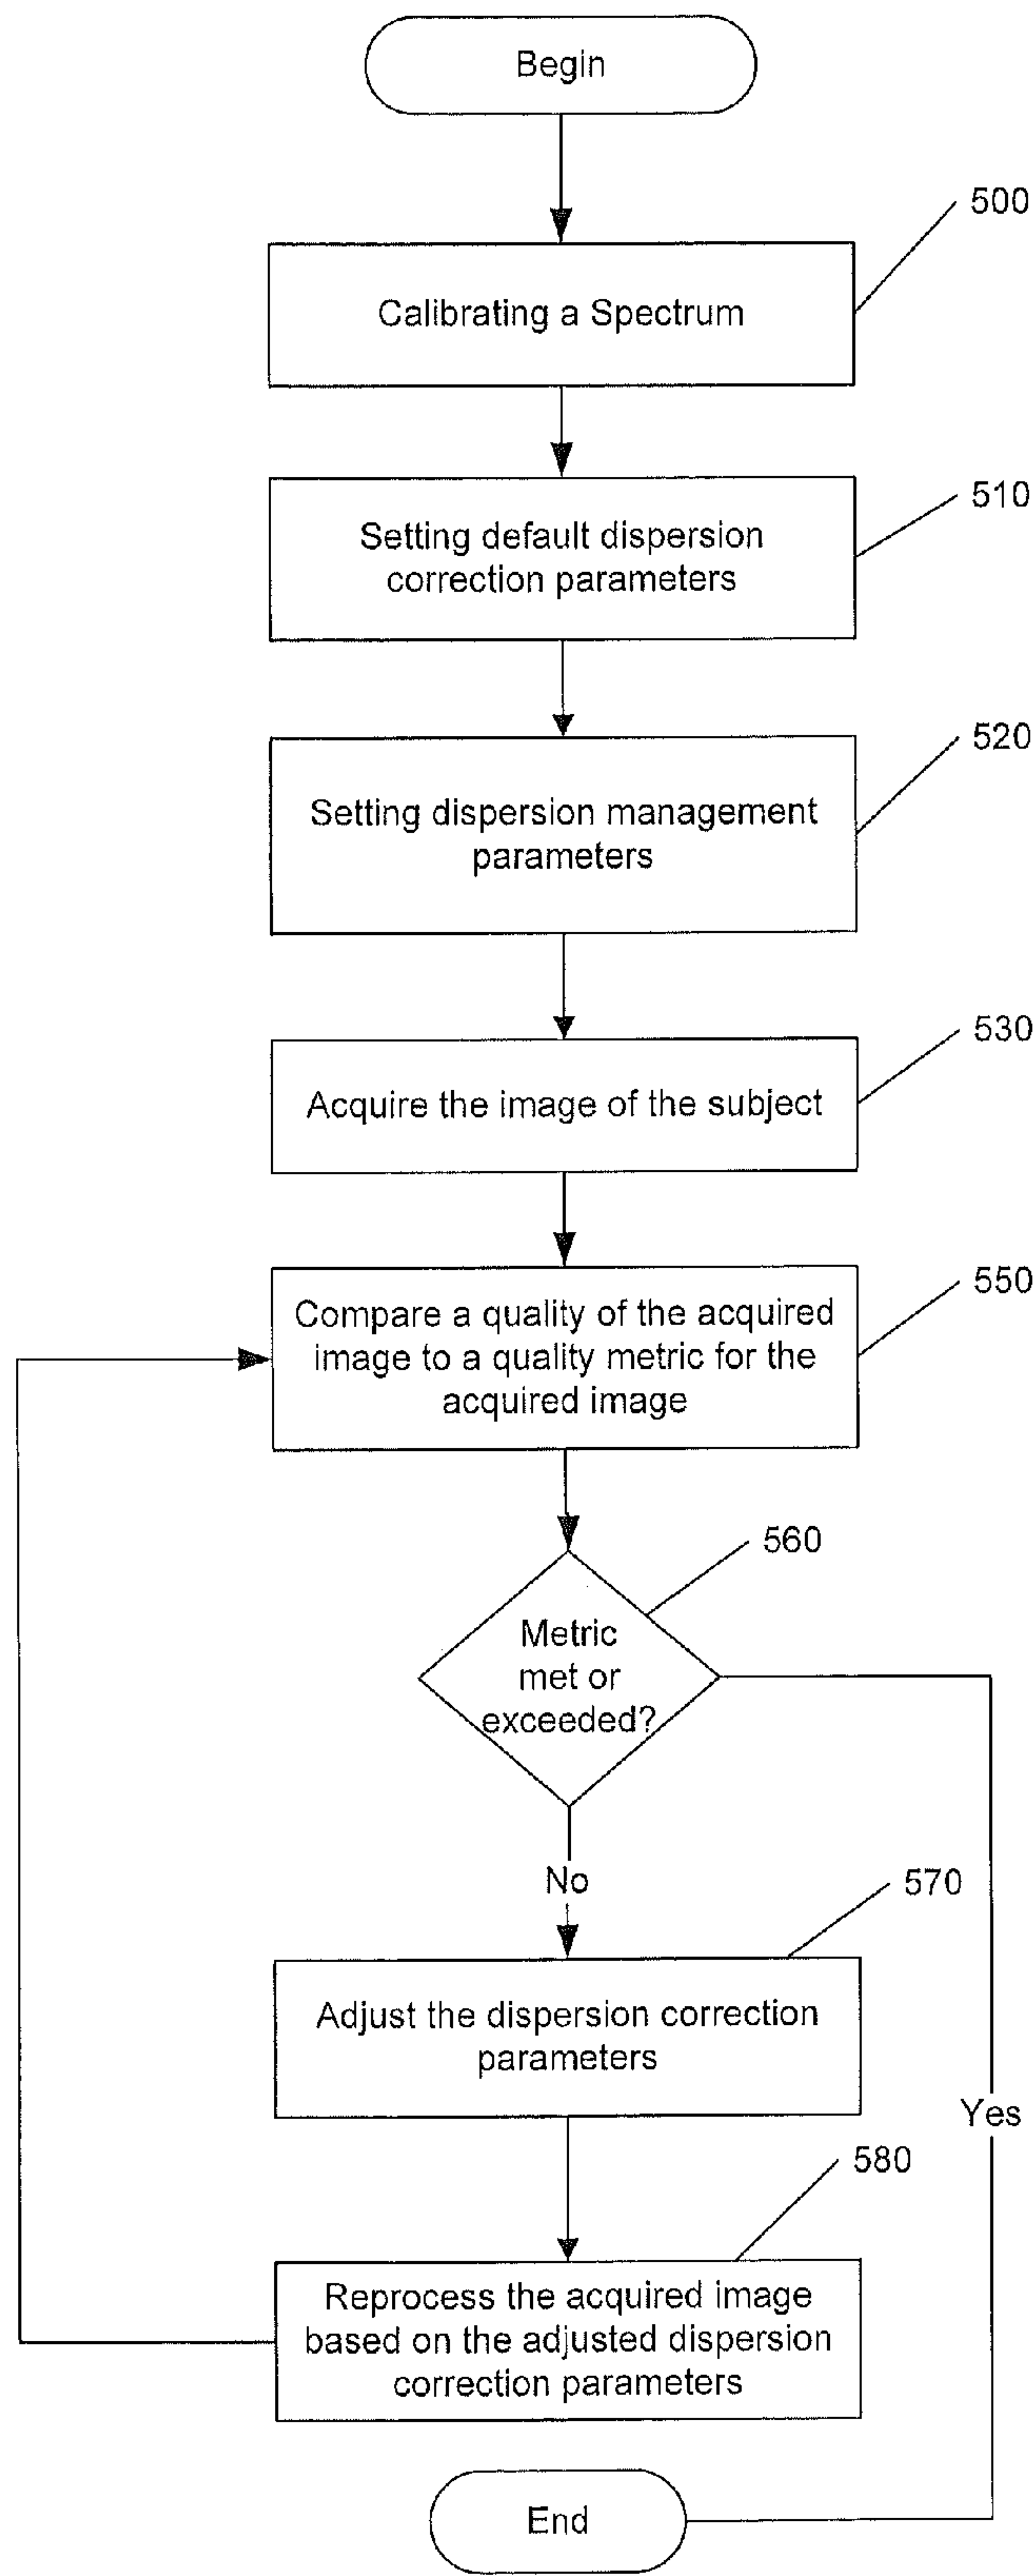 Begin
500
Calibrating a Spectrum
510
Setting default dispersion
correction parameters
520
Setting dispersion management
parameters
530
Acquire the image of the subject
550
Compare a quality of the acquired
image to a quality metric for the
acquired image
560
Metric
met or
exceeded?
No
570
Adjust the dispersion correction
parameters
Yes
580
Reprocess the acquired image
based on the adjusted dispersion
correction parameters
End